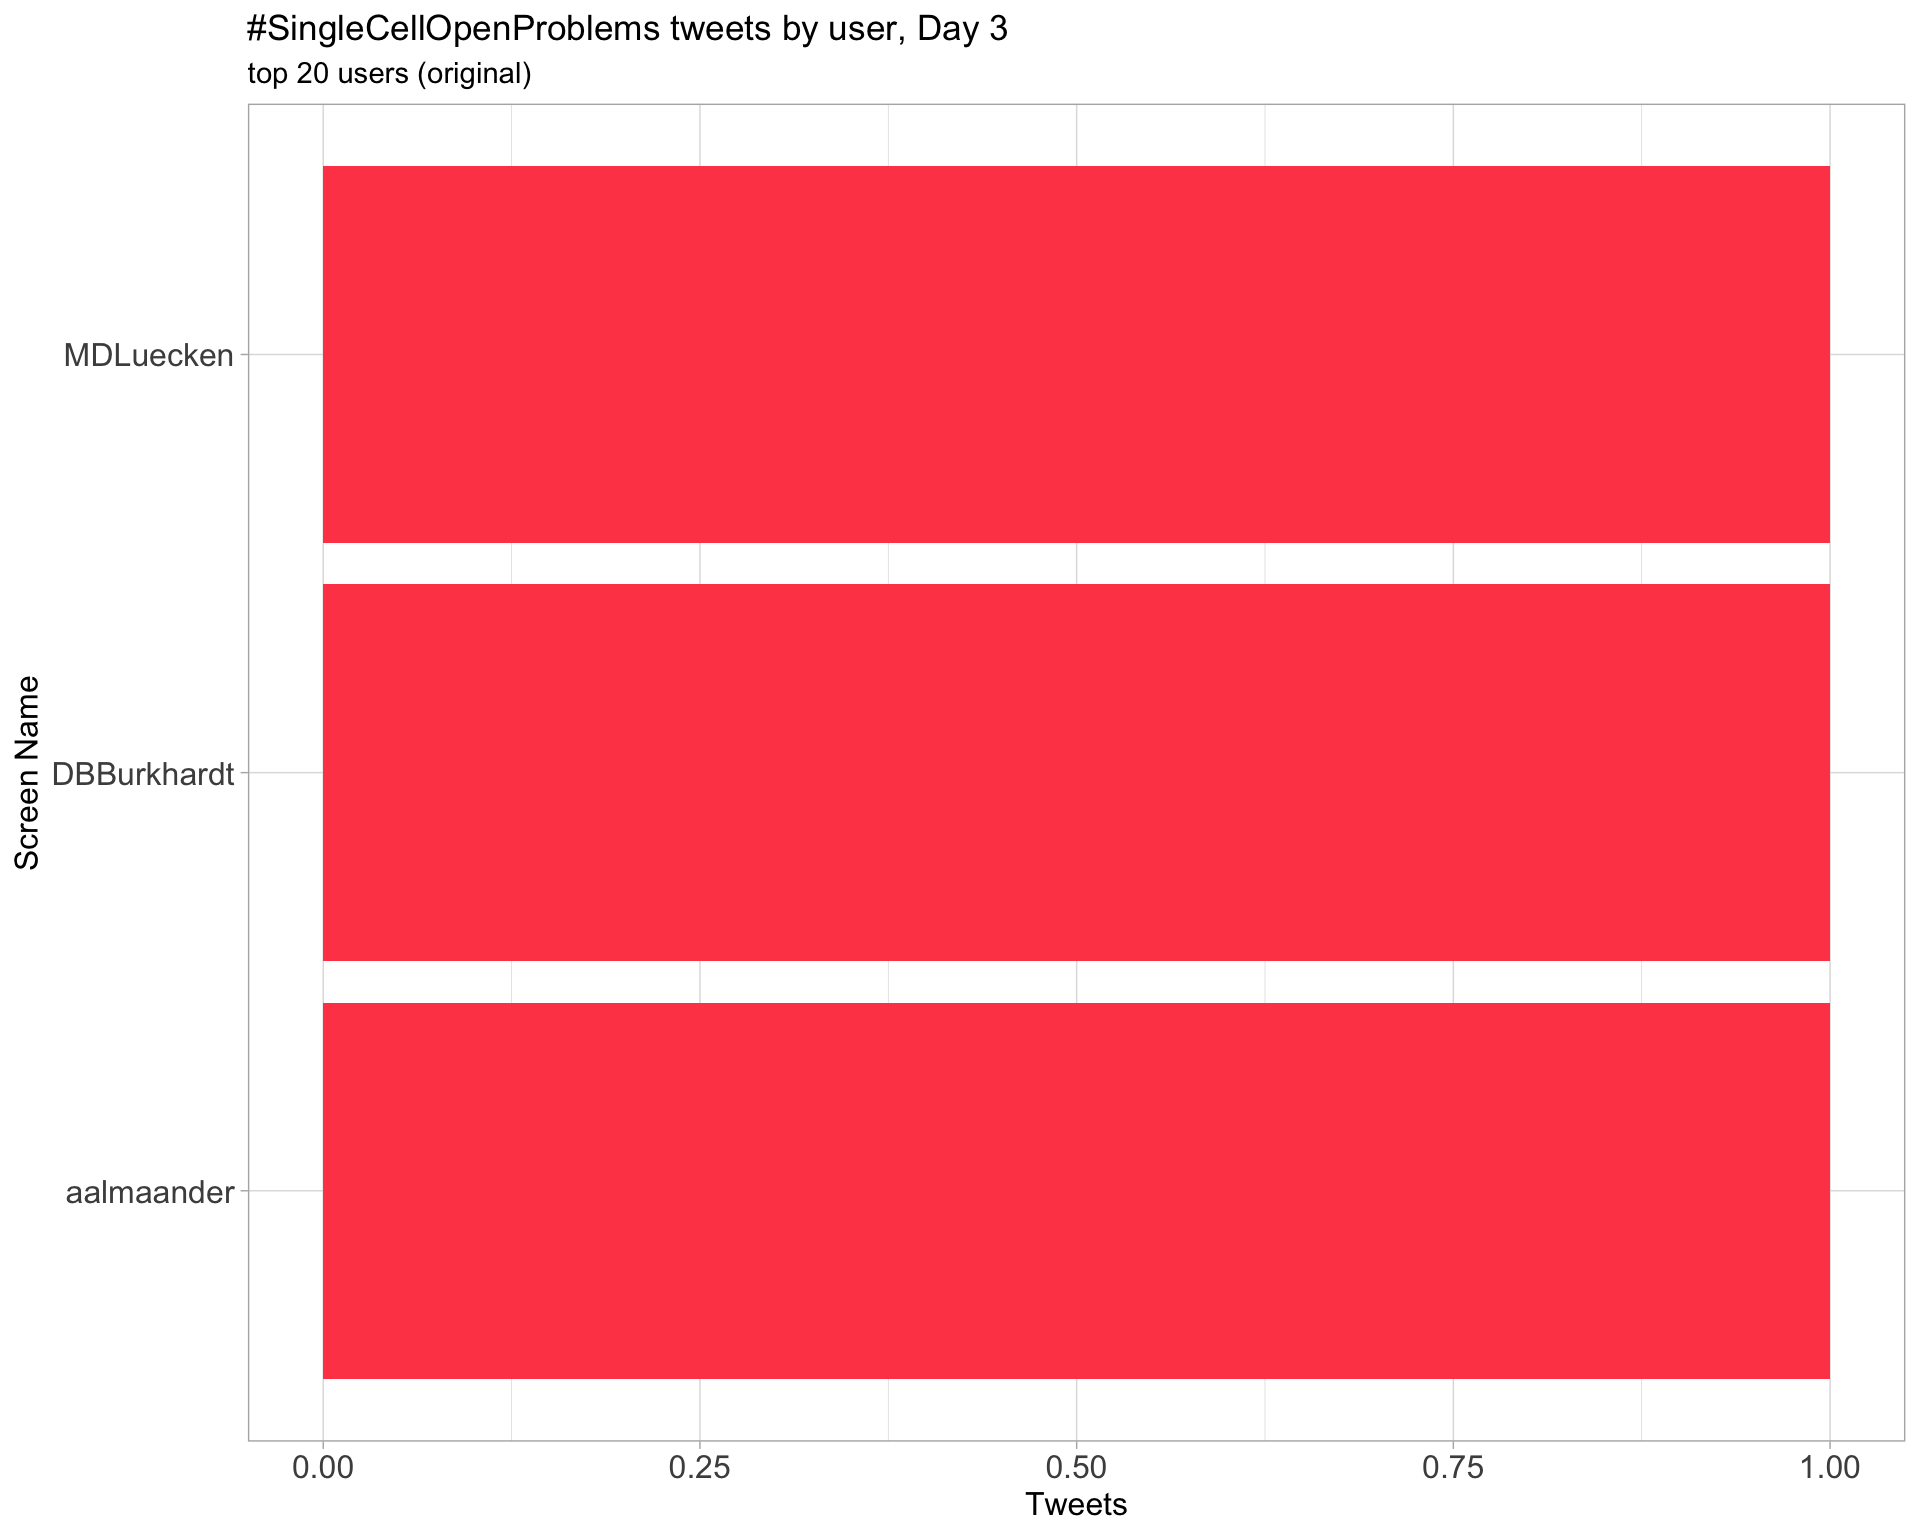 #SingleCellOpenProblems tweets by user, Day 3
top 20 users (original)
Screen Name
MDLuecken
DBBurkhardt
aalmaander
0.00 0.25 0.50 0.75 1.00
Tweets